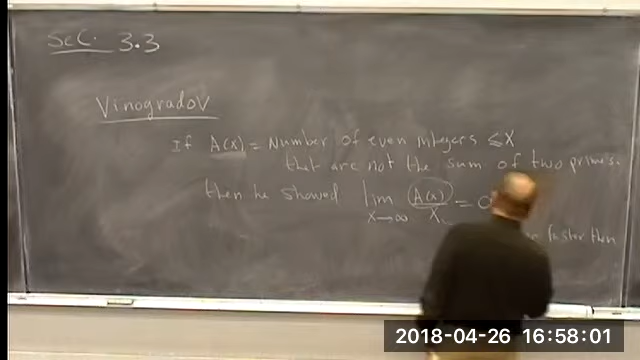 Sec. 3.3
Vinogradov
If A(x) = Number of even integers ≤ X
that are not the sum of two primes.
then he showed lim A(x)/X = 0
X→∞
faster then
2018-04-26 16:58:01